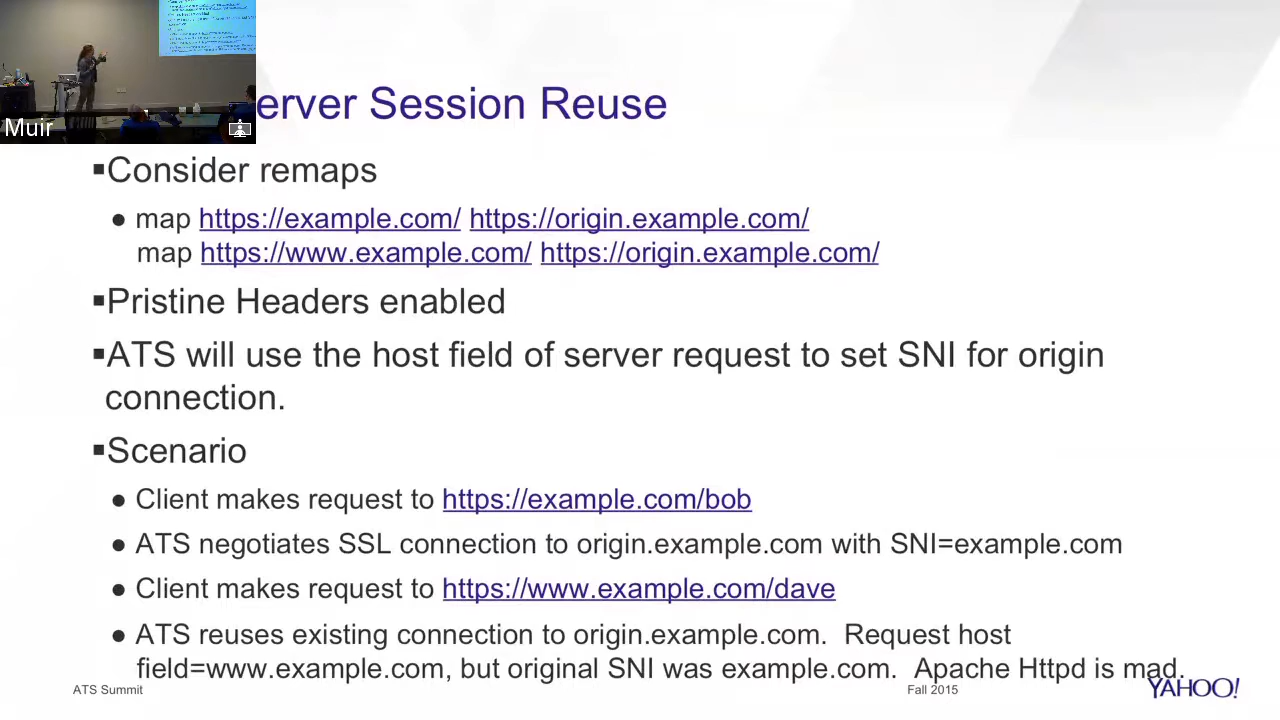 Muir
erver Session Reuse
▪Consider remaps
● map https://example.com/ https://origin.example.com/
map https://www.example.com/ https://origin.example.com/
▪Pristine Headers enabled
▪ATS will use the host field of server request to set SNI for origin
connection.
▪Scenario
● Client makes request to https://example.com/bob
● ATS negotiates SSL connection to origin.example.com with SNI=example.com
● Client makes request to https://www.example.com/dave
● ATS reuses existing connection to origin.example.com.  Request host
field=www.example.com, but original SNI was example.com.  Apache Httpd is mad.
ATS Summit
Fall 2015
YAHOO!